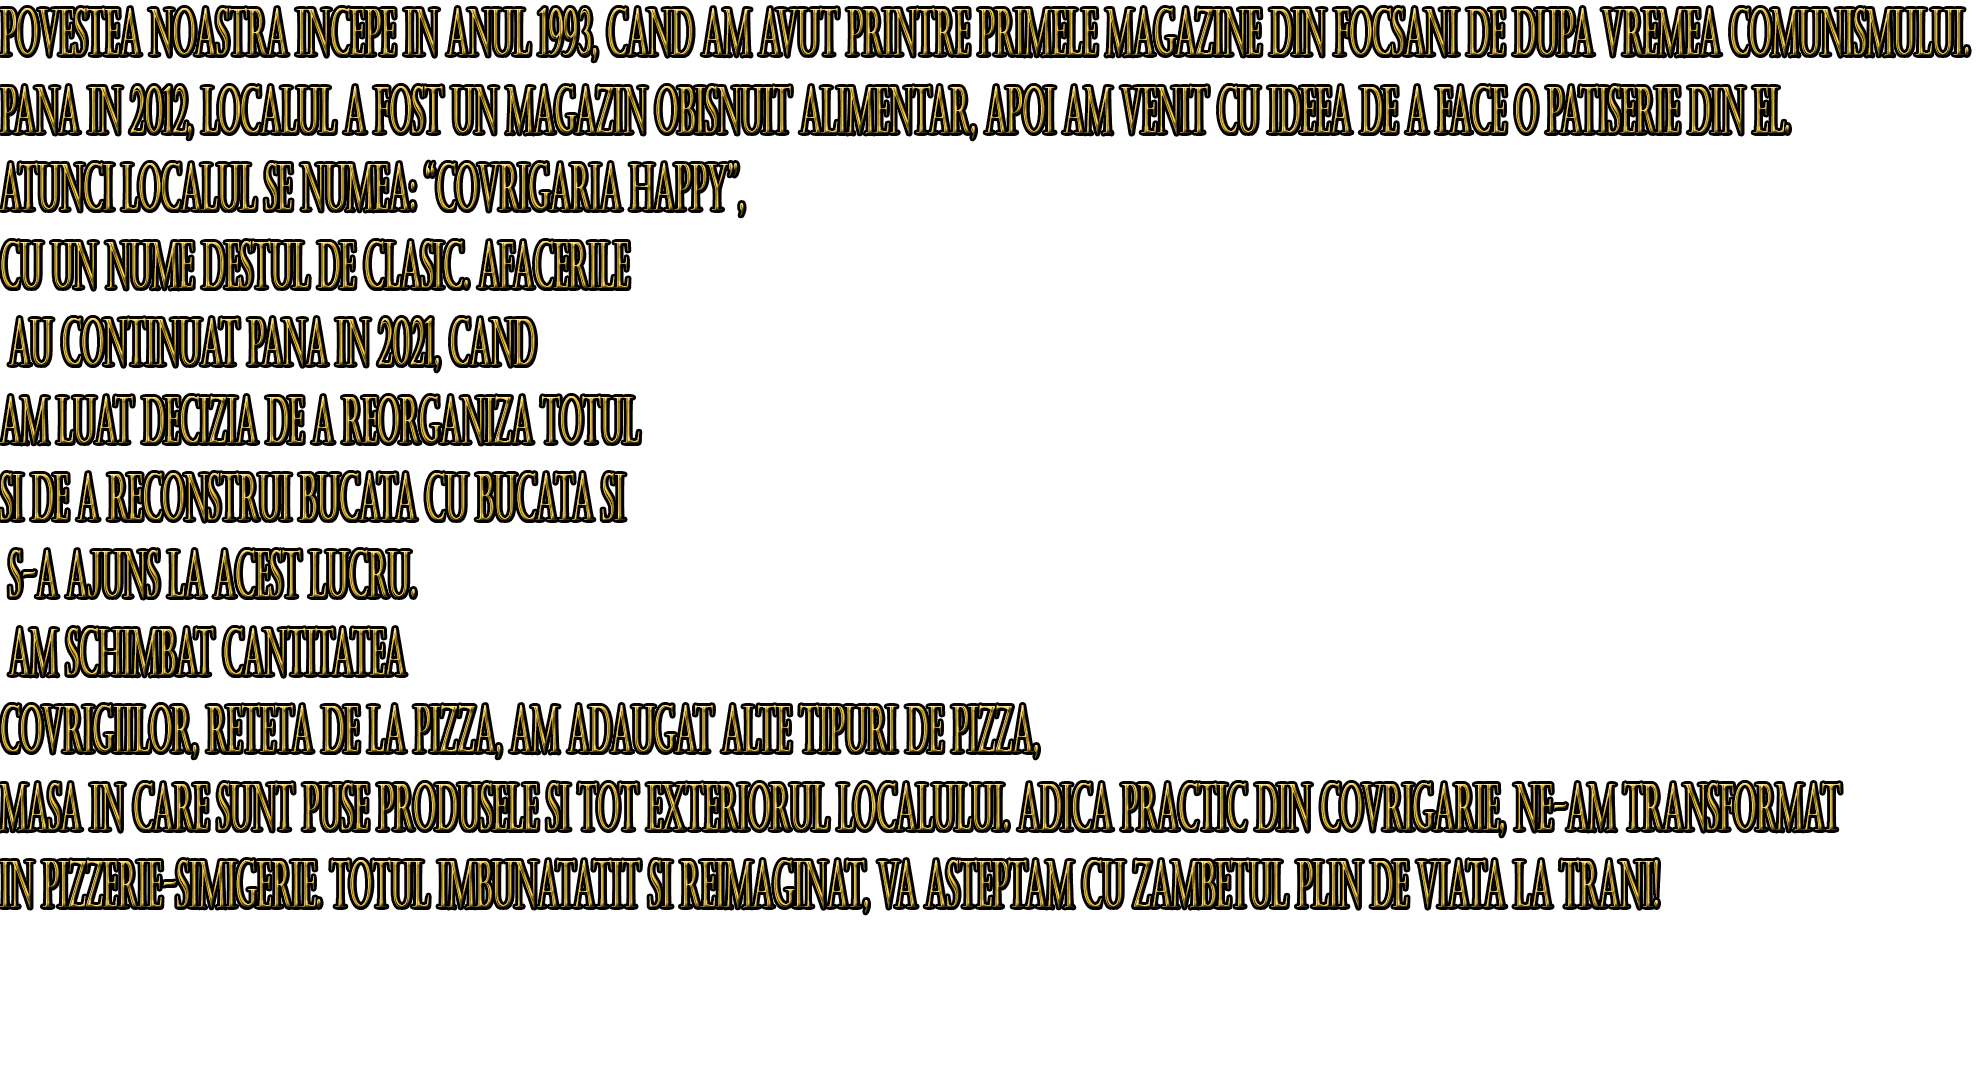 POVESTEA NOASTRA INCEPE IN ANUL 1993, CAND AM AVUT PRINTRE PRIMELE MAGAZINE DIN FOCSANI DE DUPA VREMEA COMUNISMULUI.
PANA IN 2012, LOCALUL A FOST UN MAGAZIN OBISNUIT ALIMENTAR, APOI AM VENIT CU IDEEA DE A FACE O PATISERIE DIN EL.
ATUNCI LOCALUL SE NUMEA: “COVRIGARIA HAPPY” ,
CU UN NUME DESTUL DE CLASIC. AFACERILE
AU CONTINUAT PANA IN 2021, CAND
AM LUAT DECIZIA DE A REORGANIZA TOTUL
SI DE A RECONSTRUI BUCATA CU BUCATA SI
S-A AJUNS LA ACEST LUCRU.
AM SCHIMBAT CANTITATEA
COVRIGIIILOR, RETETA DE LA PIZZA, AM ADAUGAT ALTE TIPURI DE PIZZA,
MASA IN CARE SUNT PUSE PRODUSELE SI TOT EXTERIORUL LOCALULUI. ADICA PRACTIC DIN COVRIGARIE, NE-AM TRANSFORMAT
IN PIZZERIE-SIMIGERIE. TOTUL IMBUNATATIT SI REIMAGINAT, VA ASTEPTAM CU ZAMBETUL PLIN DE VIATA LA TRANI!